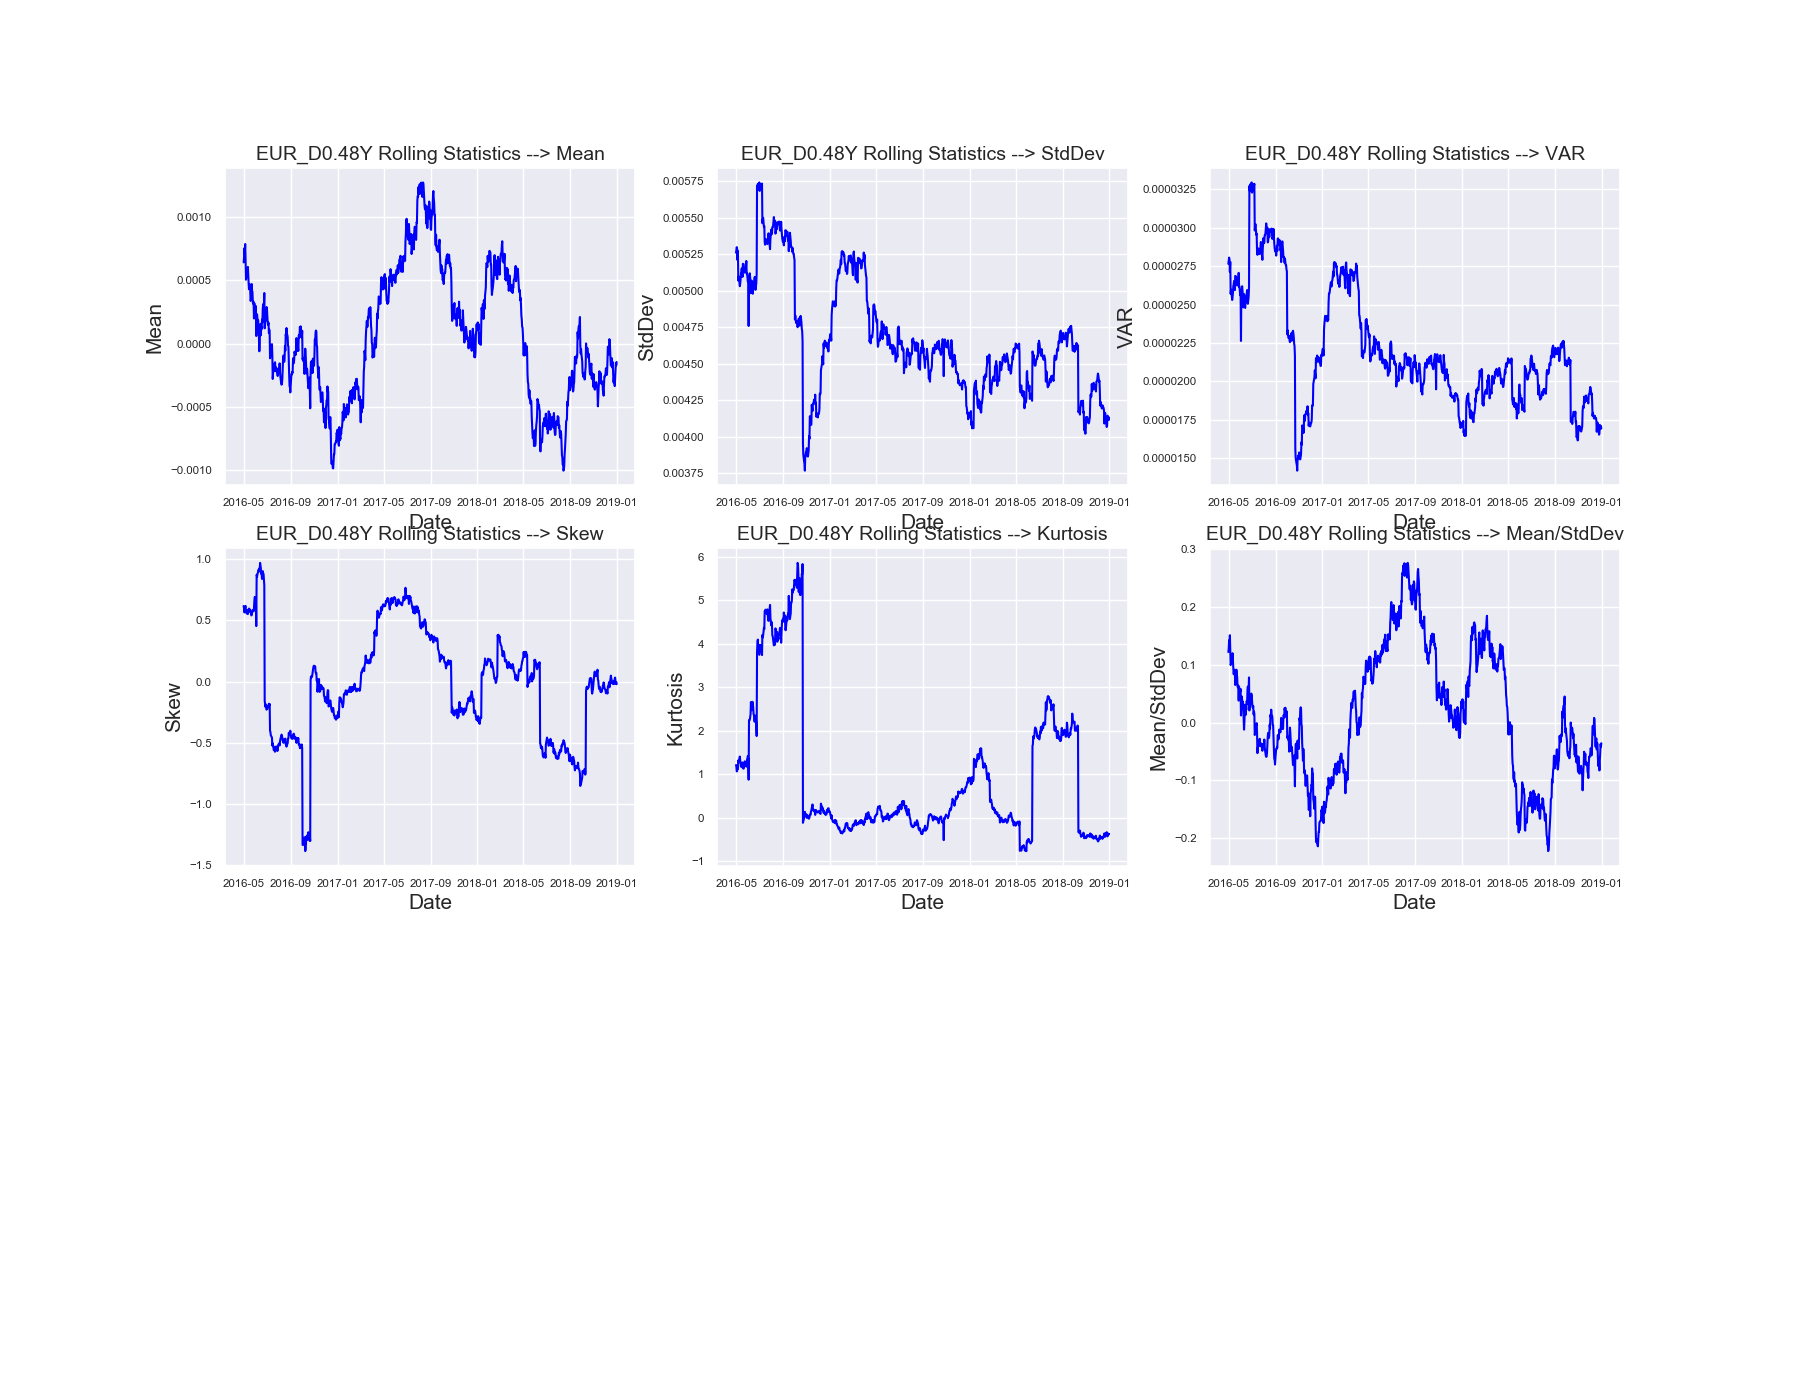 EUR_D0.48Y Rolling Statistics --> Mean
Mean
0.0010
0.0005
0.0000
−0.0005
−0.0010
2016-05 2016-09 2017-01 2017-05 2017-09 2018-01 2018-05 2018-09 2019-01
Date
EUR_D0.48Y Rolling Statistics --> StdDev
StdDev
0.00575
0.00550
0.00525
0.00500
0.00475
0.00450
0.00425
0.00400
0.00375
2016-05 2016-09 2017-01 2017-05 2017-09 2018-01 2018-05 2018-09 2019-01
Date
EUR_D0.48Y Rolling Statistics --> VAR
VAR
0.0000325
0.0000300
0.0000275
0.0000250
0.0000225
0.0000200
0.0000175
0.0000150
2016-05 2016-09 2017-01 2017-05 2017-09 2018-01 2018-05 2018-09 2019-01
Date
EUR_D0.48Y Rolling Statistics --> Skew
Skew
1.0
0.5
0.0
−0.5
−1.0
−1.5
2016-05 2016-09 2017-01 2017-05 2017-09 2018-01 2018-05 2018-09 2019-01
Date
EUR_D0.48Y Rolling Statistics --> Kurtosis
Kurtosis
6
5
4
3
2
1
0
−1
2016-05 2016-09 2017-01 2017-05 2017-09 2018-01 2018-05 2018-09 2019-01
Date
EUR_D0.48Y Rolling Statistics --> Mean/StdDev
Mean/StdDev
0.3
0.2
0.1
0.0
−0.1
−0.2
2016-05 2016-09 2017-01 2017-05 2017-09 2018-01 2018-05 2018-09 2019-01
Date